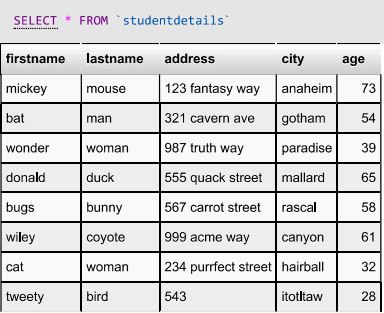 SELECT * FROM `studentdetails`
firstname lastname address city age
mickey mouse 123 fantasy way anaheim 73
bat man 321 cavern ave gotham 54
wonder woman 987 truth way paradise 39
donald duck 555 quack street mallard 65
bugs bunny 567 carrot street rascal 58
wiley coyote 999 acme way canyon 61
cat woman 234 purrfect street hairball 32
tweety bird 543 itotltaw 28